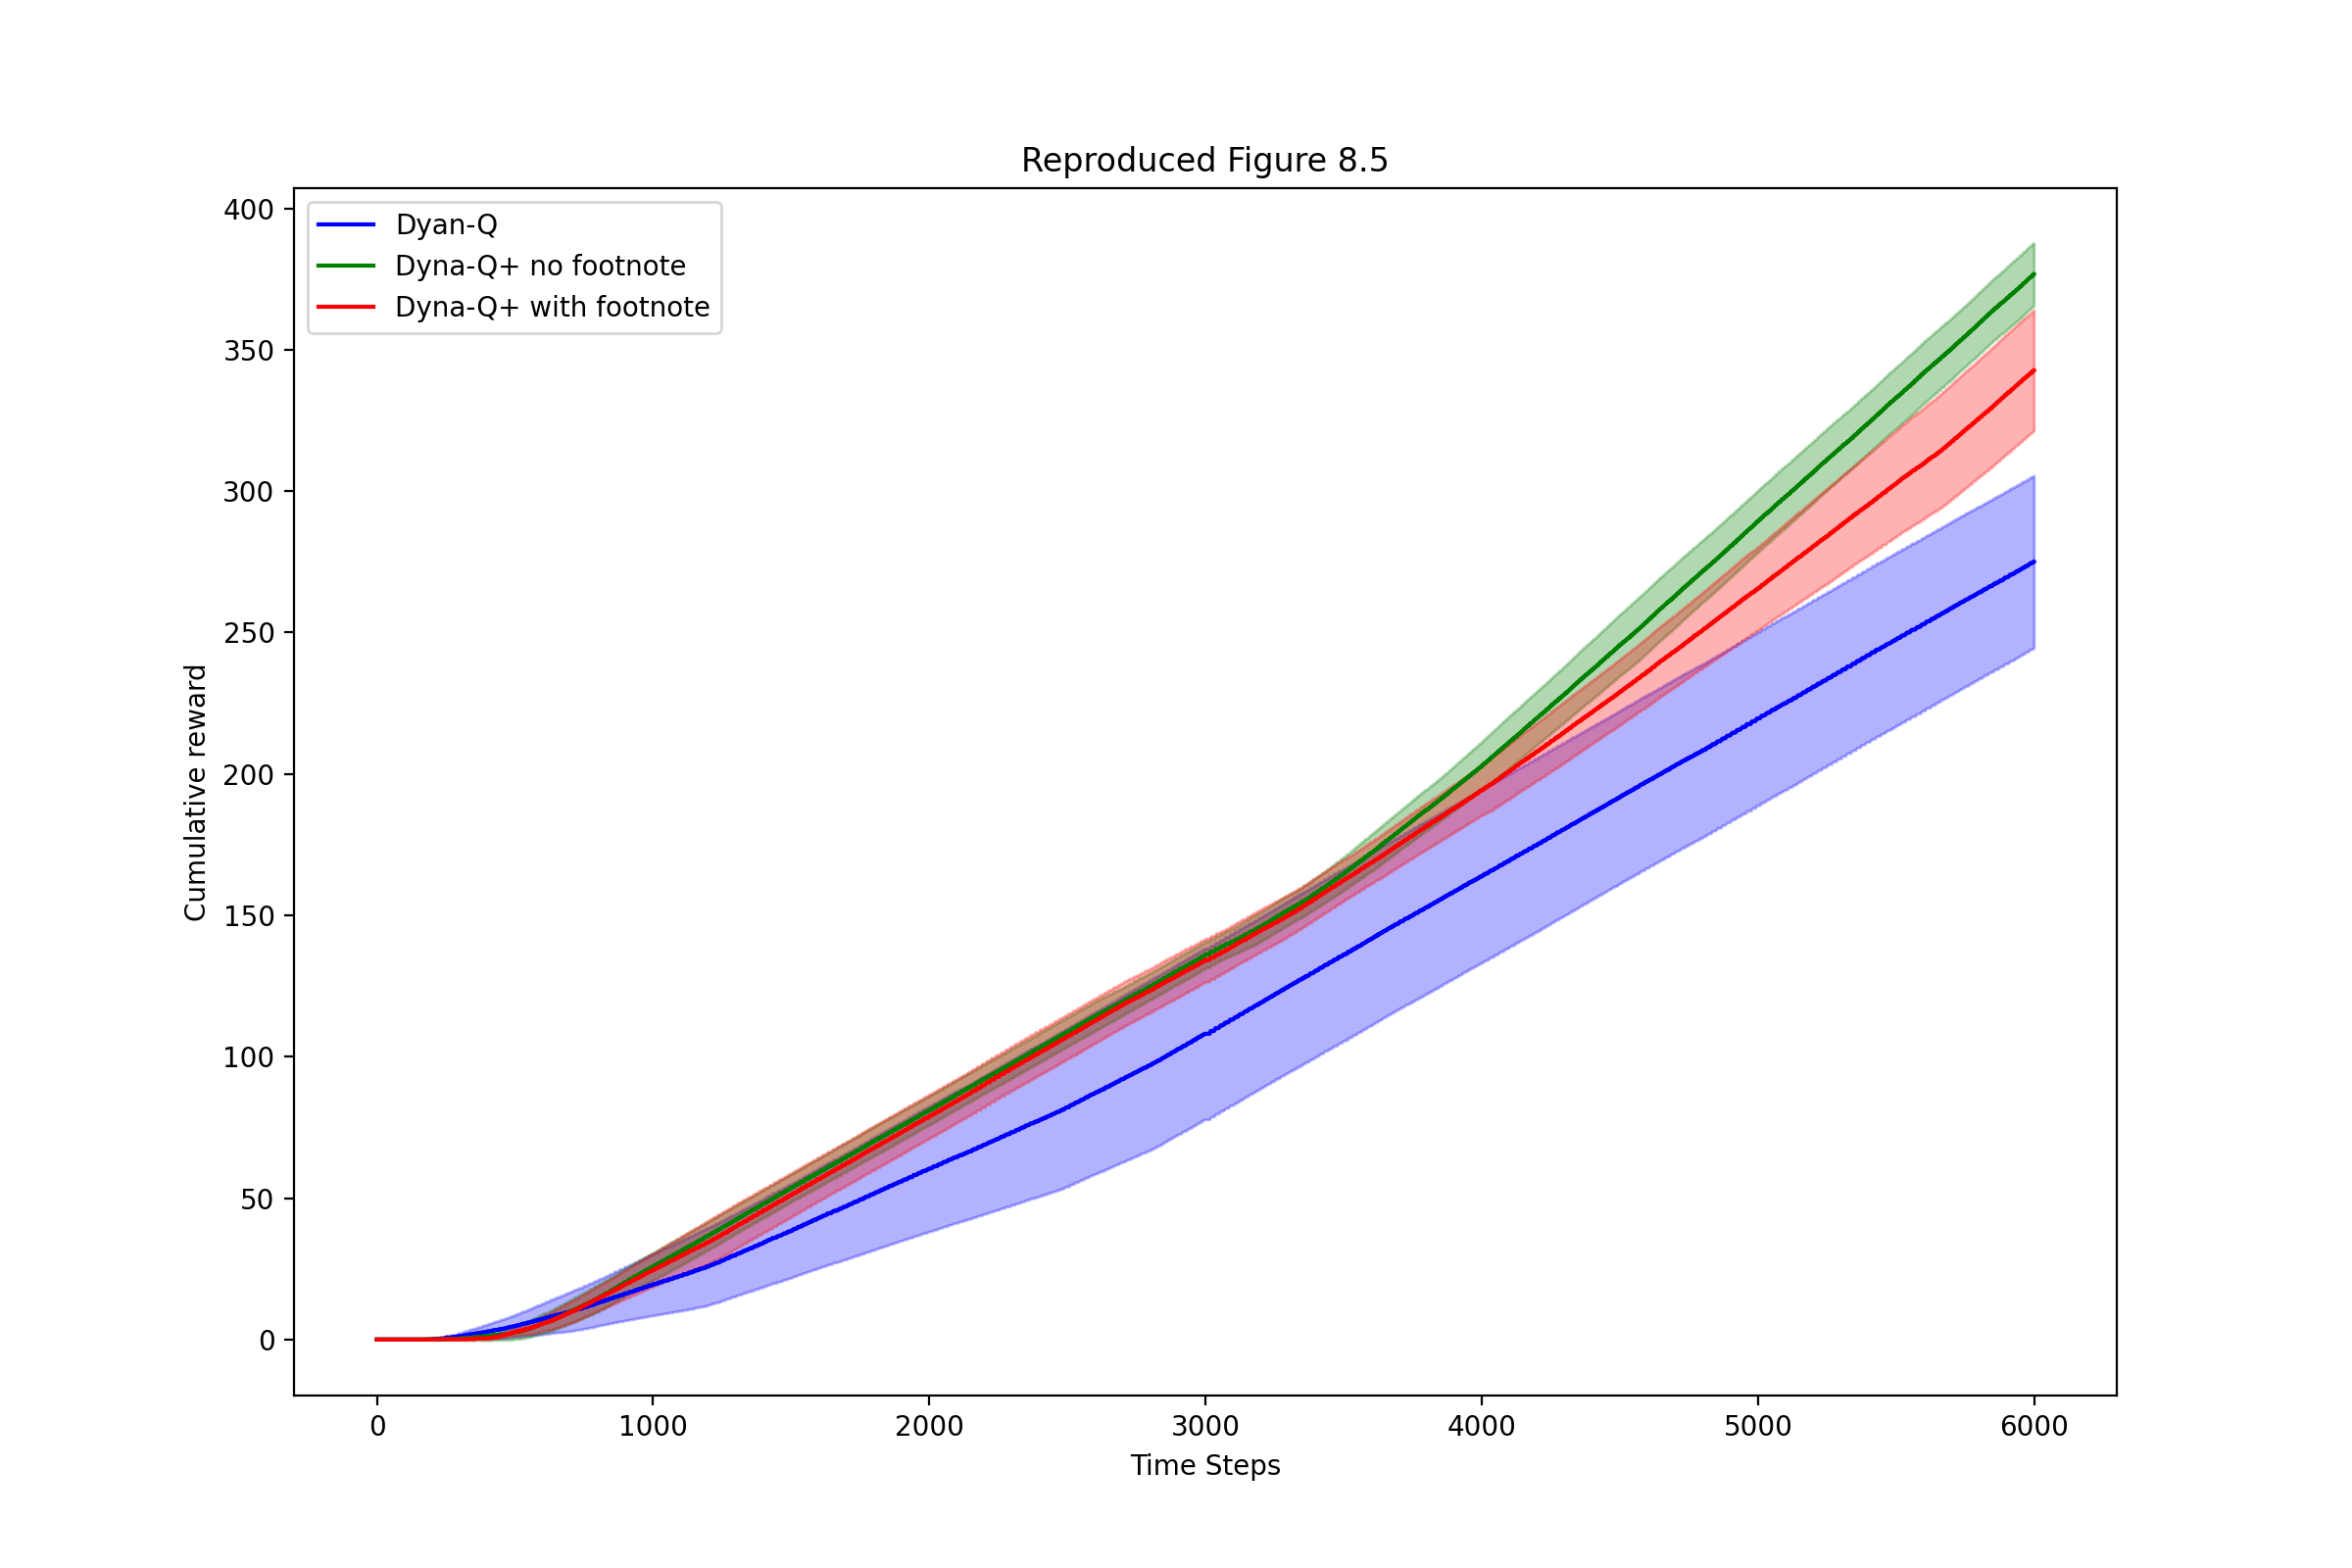 Reproduced Figure 8.5
Dyan-Q
Dyna-Q+ no footnote
Dyna-Q+ with footnote
400
350
300
250
200
150
100
50
0
Cumulative reward
0 1000 2000 3000 4000 5000 6000
Time Steps